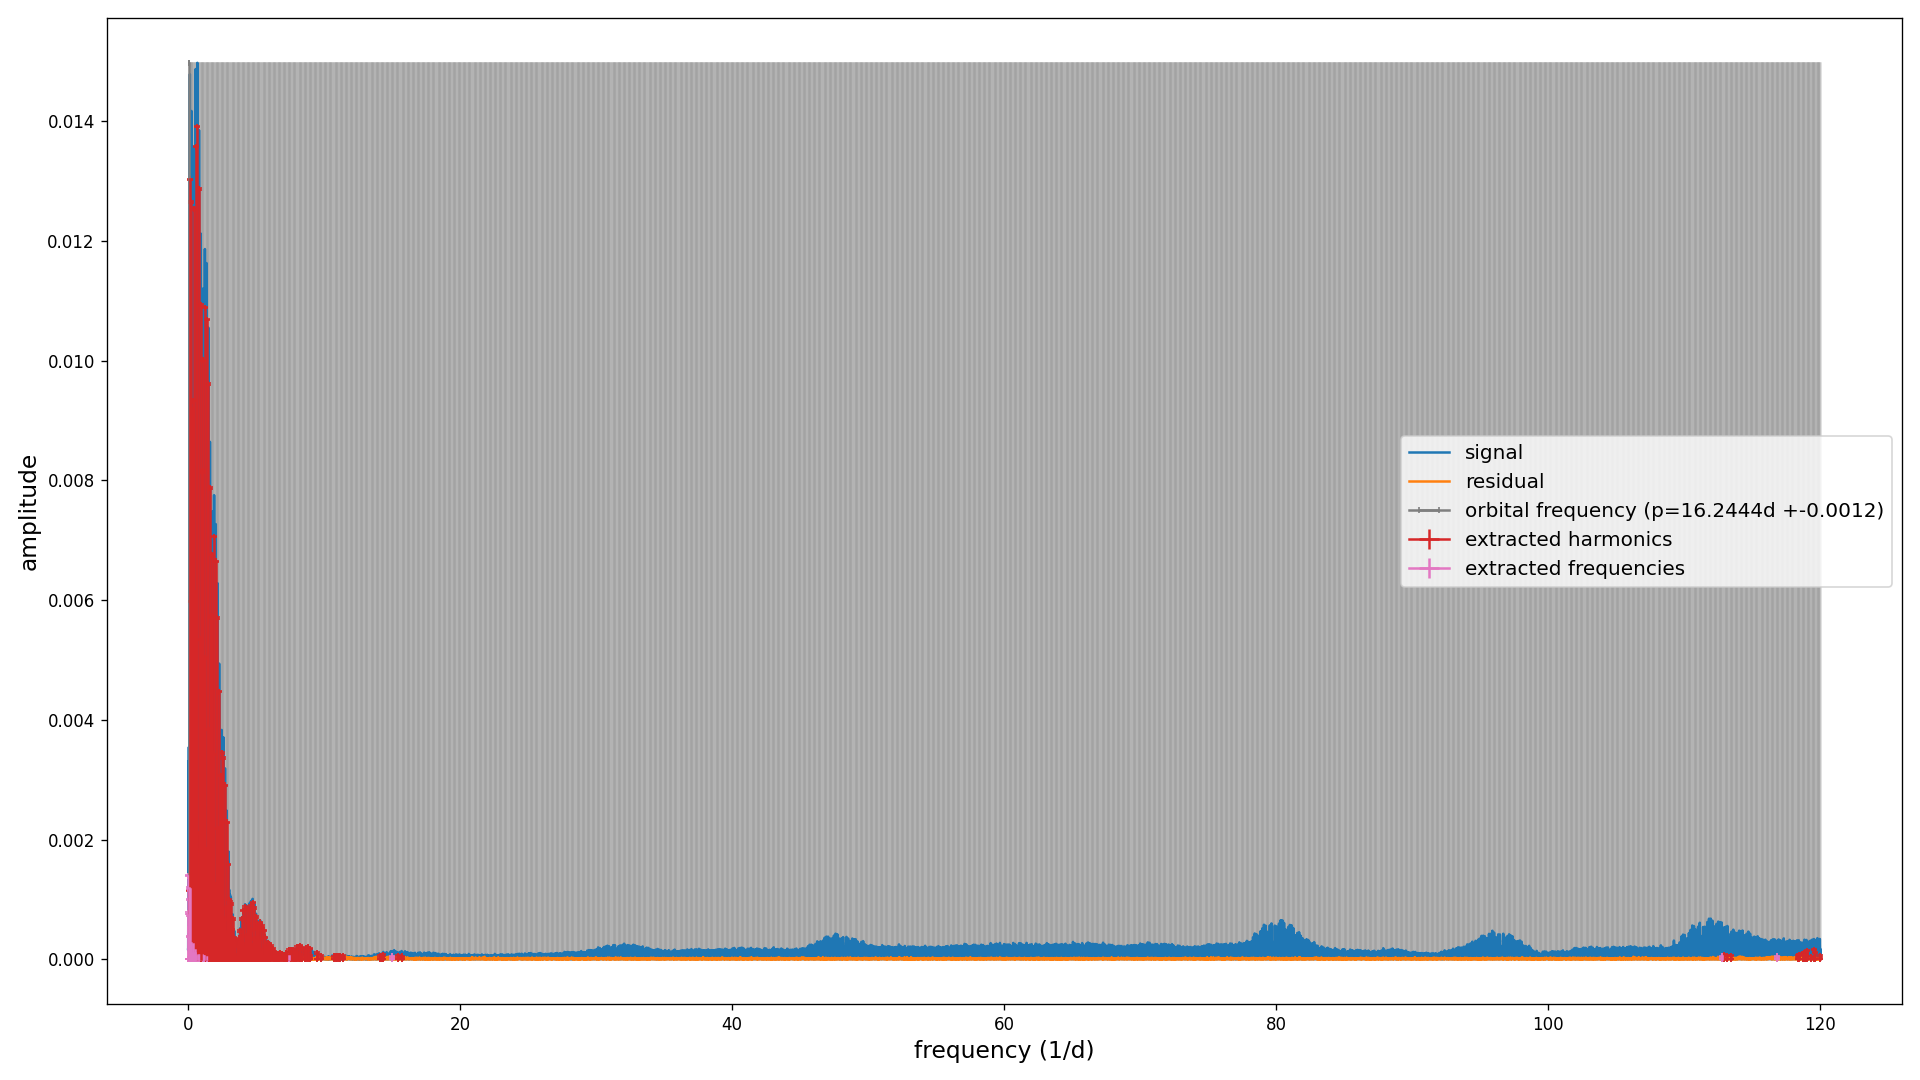 0.014
0.012
0.010
0.008
0.006
0.004
0.002
0.000
amplitude
signal
residual
orbital frequency (p=16.2444d +-0.0012)
extracted harmonics
extracted frequencies
0 20 40 60 80 100 120
frequency (1/d)